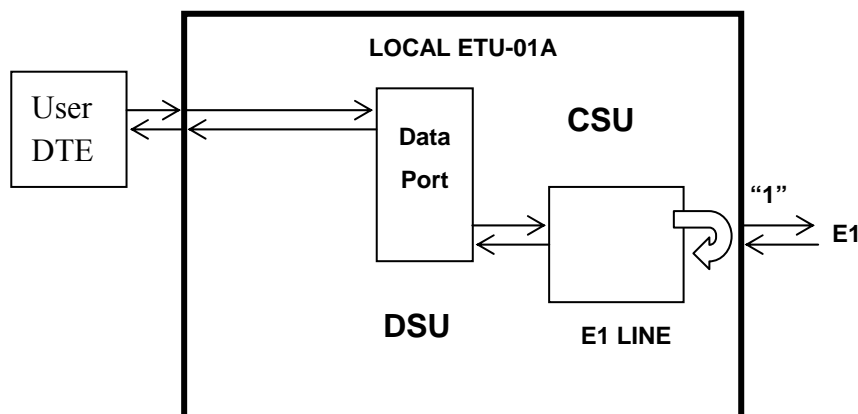 LOCAL ETU-01A
User
DTE
Data
Port
CSU
“1”
E1
DSU
E1 LINE